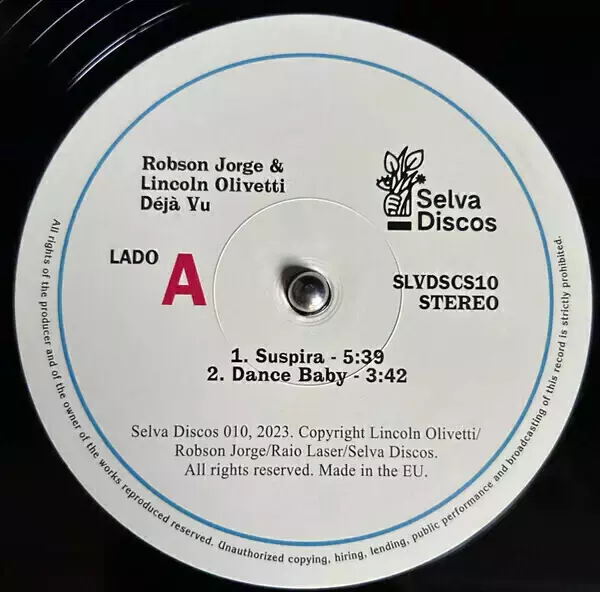 Robson Jorge &
Lincoln Olivetti
Déjà Vu
Selva
Discos
LADO
A
SLVDSCS10
STEREO
1. Suspira - 5:39
2. Dance Baby - 3:42
Selva Discos 010, 2023. Copyright Lincoln Olivetti/
Robson Jorge/Raio Laser/Selva Discos.
All rights reserved. Made in the EU.
All rights of the producer and of the owner of the works reproduced reserved. Unauthorized copying, hiring, lending, public performance and broadcasting of this record is strictly prohibited.